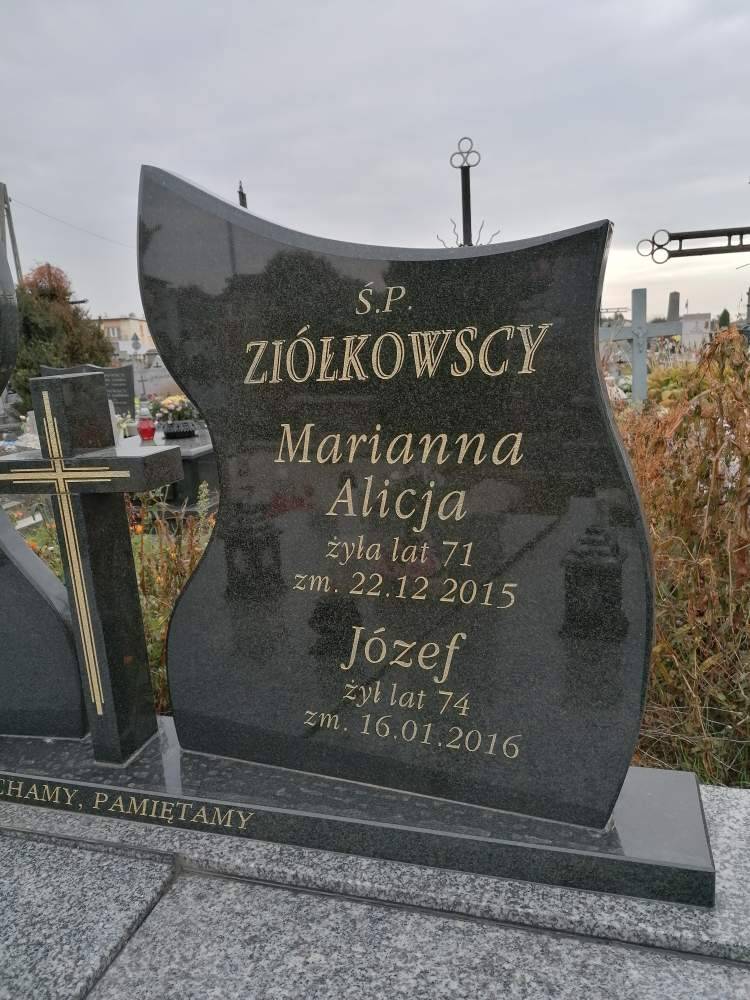 Ś.P.
ZIÓŁKOWSCY
Marianna
Alicja
żyła lat 71
zm. 22.12 2015
Józef
żył lat 74
zm. 16.01.2016
CHAMY, PAMIĘTAMY